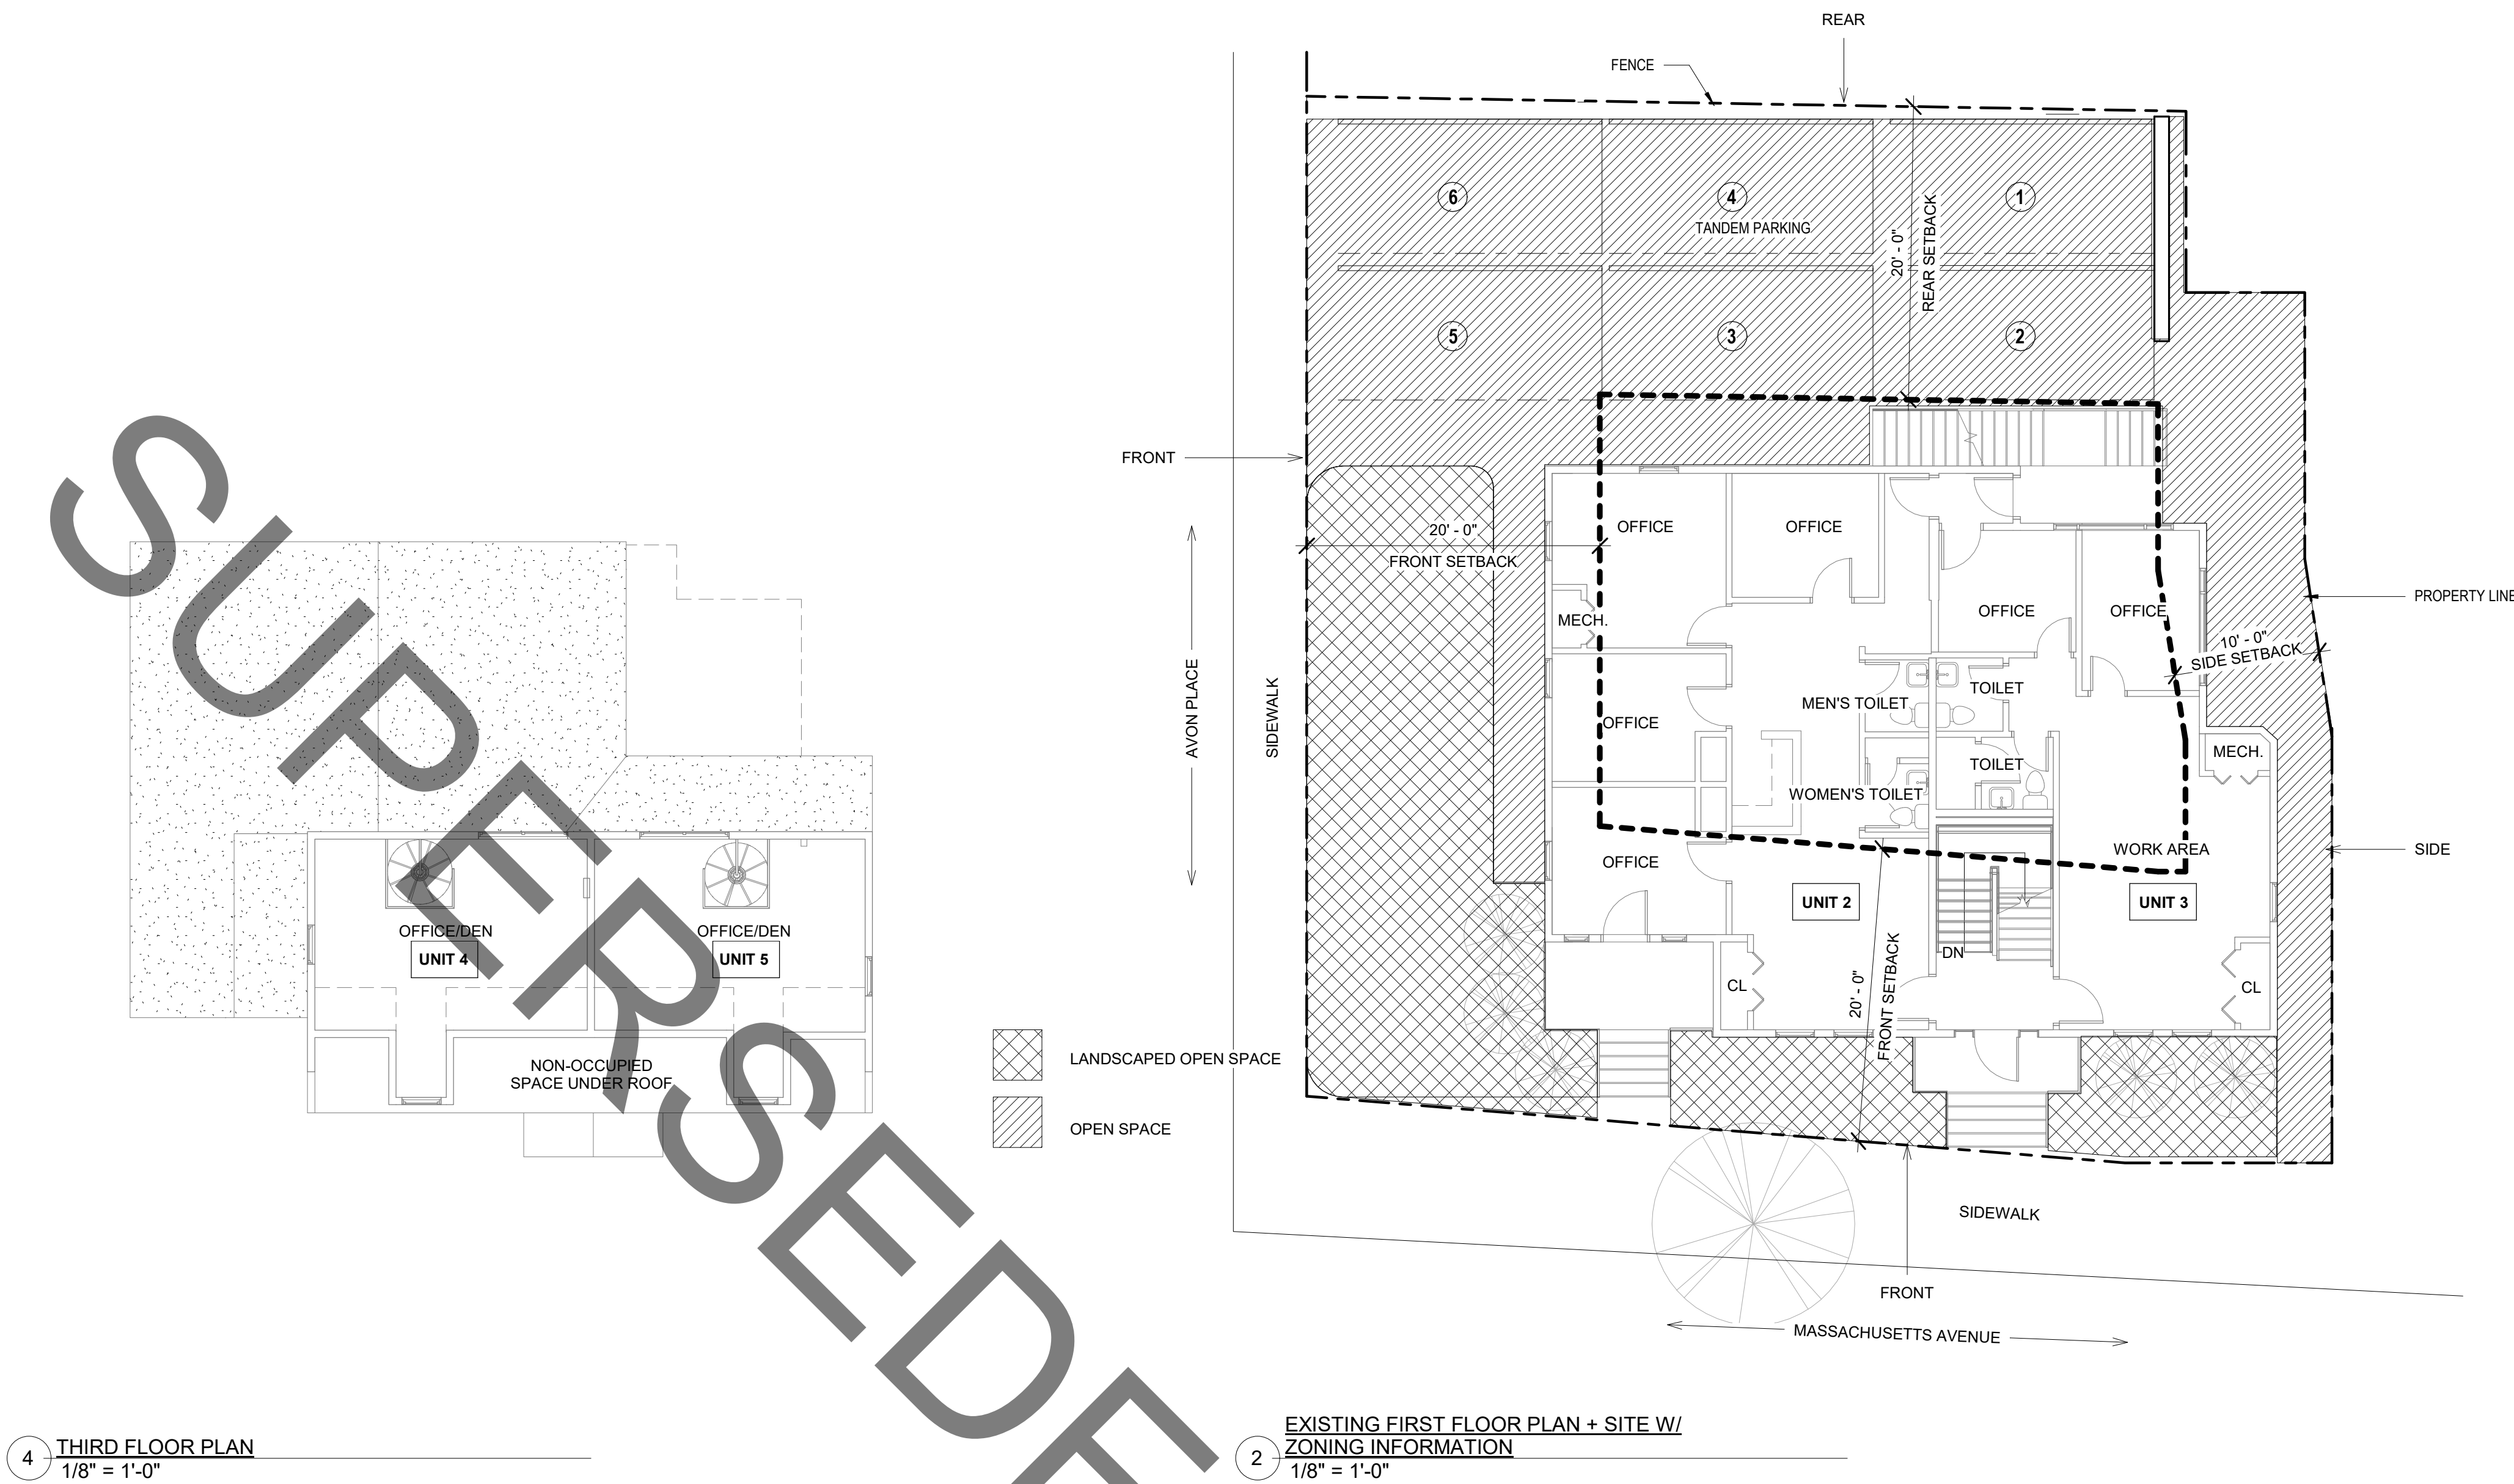 REAR
FENCE
6
4
1
TANDEM PARKING
20' - 0"
REAR SETBACK
5
3
2
FRONT
OFFICE
OFFICE
20' - 0"
FRONT SETBACK
OFFICE
OFFICE
PROPERTY LINE
MECH.
10' - 0"
SIDE SETBACK
AVON PLACE
SIDEWALK
OFFICE
MEN'S TOILET
TOILET
MECH.
TOILET
WOMEN'S TOILET
OFFICE
WORK AREA
SIDE
UNIT 2
UNIT 3
DN
20' - 0"
FRONT SETBACK
CL
CL
SIDEWALK
FRONT
MASSACHUSETTS AVENUE
OFFICE/DEN
UNIT 4
OFFICE/DEN
UNIT 5
NON-OCCUPIED
SPACE UNDER ROOF
LANDSCAPED OPEN SPACE
OPEN SPACE
SUPERSEDE
4
THIRD FLOOR PLAN
1/8" = 1'-0"
2
EXISTING FIRST FLOOR PLAN + SITE W/
ZONING INFORMATION
1/8" = 1'-0"